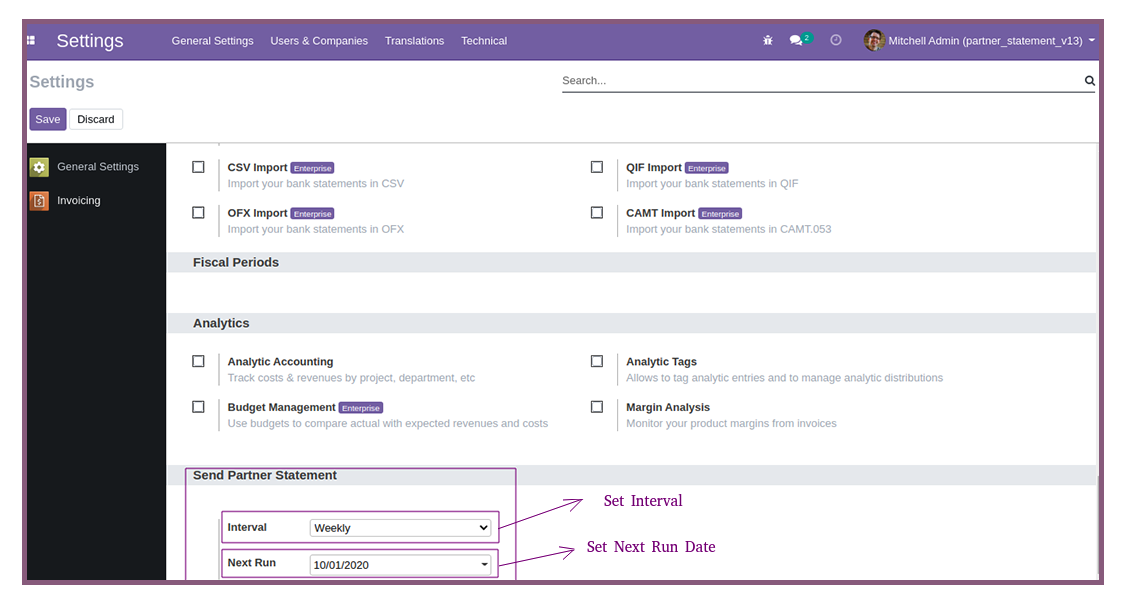 Settings General Settings Users & Companies Translations Technical 2 Mitchell Admin (partner_statement_v13)
Settings Search...
Save Discard
General Settings
Invoicing
CSV Import Enterprise QIF Import Enterprise
Import your bank statements in CSV Import your bank statements in QIF
OFX Import Enterprise CAMT Import Enterprise
Import your bank statements in OFX Import your bank statements in CAMT.053
Fiscal Periods
Analytics
Analytic Accounting Analytic Tags
Track costs & revenues by project, department, etc Allows to tag analytic entries and to manage analytic distributions
Budget Management Enterprise Margin Analysis
Use budgets to compare actual with expected revenues and costs Monitor your product margins from invoices
Send Partner Statement
Set Interval
Interval Weekly
Set Next Run Date
Next Run 10/01/2020